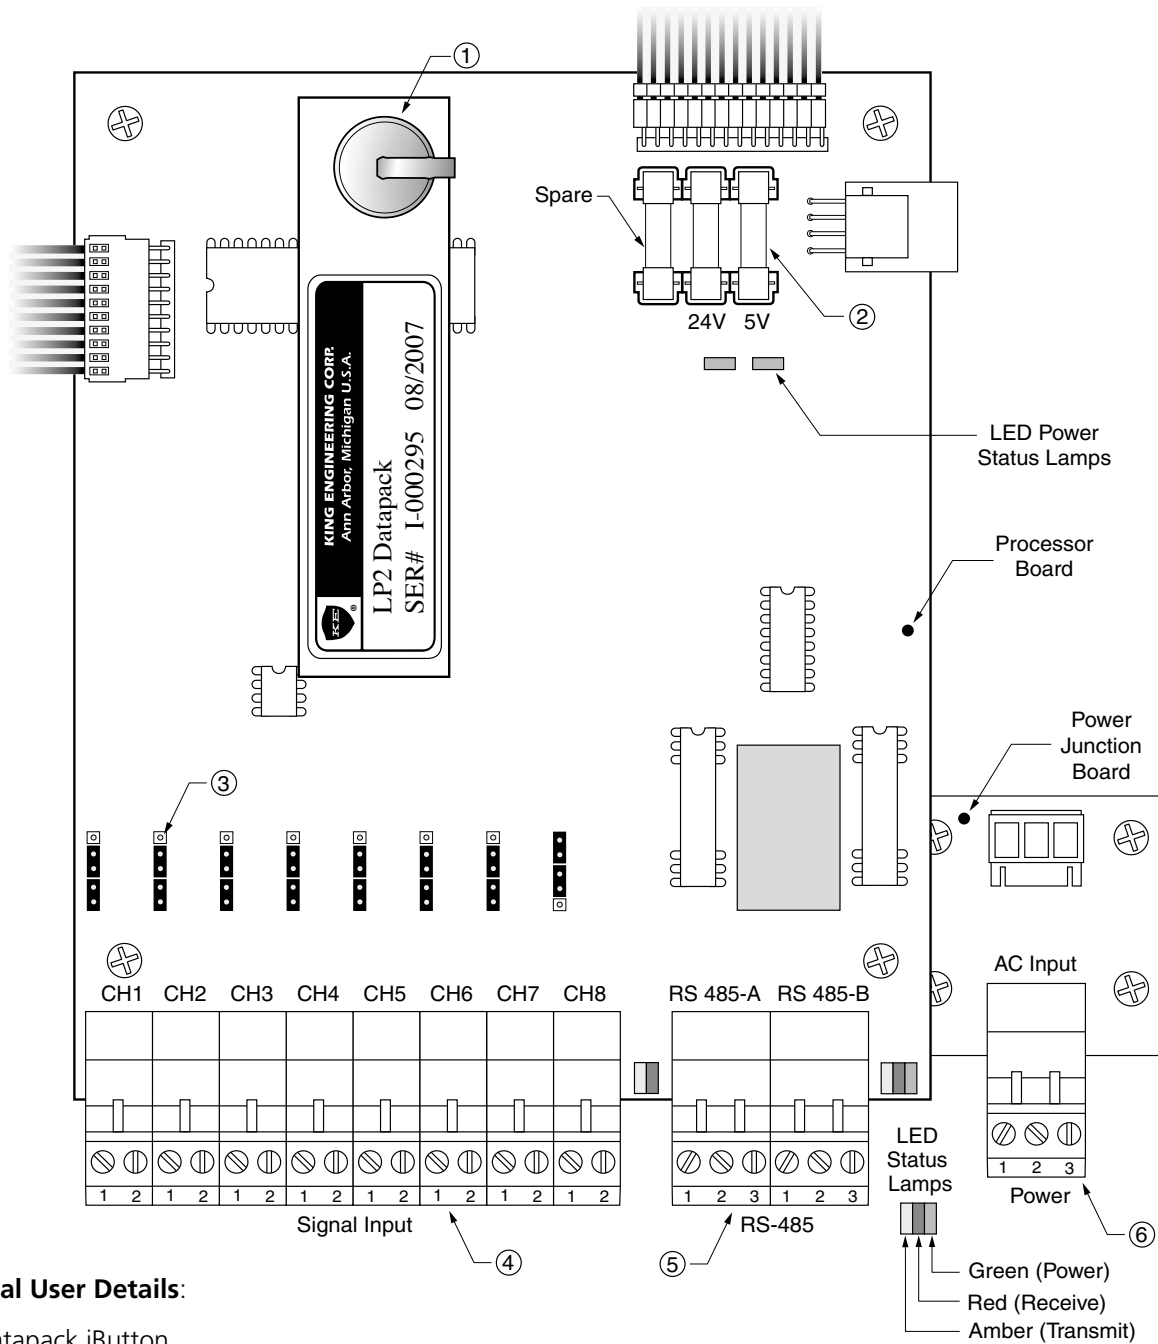 1
Spare
24V 5V
2
LED Power
Status Lamps
KING ENGINEERING CORP.
Ann Arbor, Michigan U.S.A.
KE ®
LP2 Datapack
SER# I-000295 08/2007
Processor
Board
Power
Junction
Board
3
AC Input
CH1 CH2 CH3 CH4 CH5 CH6 CH7 CH8
RS 485-A RS 485-B
1 2 1 2 1 2 1 2 1 2 1 2 1 2 1 2
1 2 3 1 2 3
1 2 3
Signal Input
RS-485
Power
LED
Status
Lamps
4
5
6
Green (Power)
Red (Receive)
Amber (Transmit)
al User Details:
tapack iButton